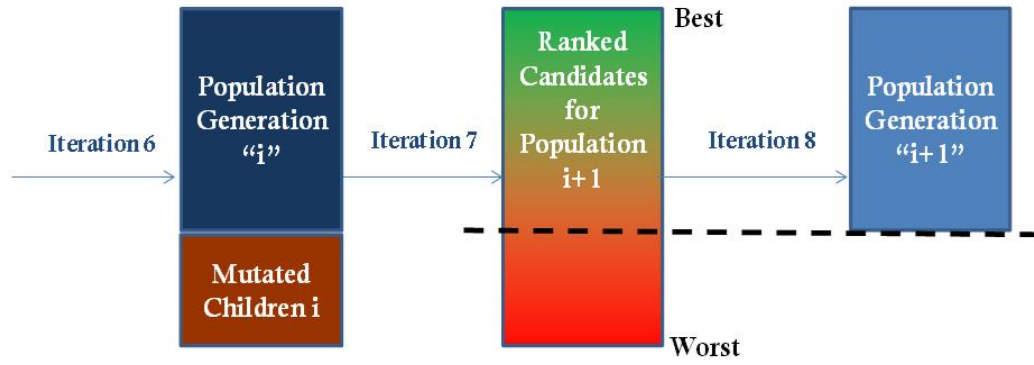 Best
Ranked
Candidates
for
Population
i+1
Population
Generation
“i”
Population
Generation
“i+1”
Iteration 6
Iteration 7
Iteration 8
Mutated
Children i
Worst